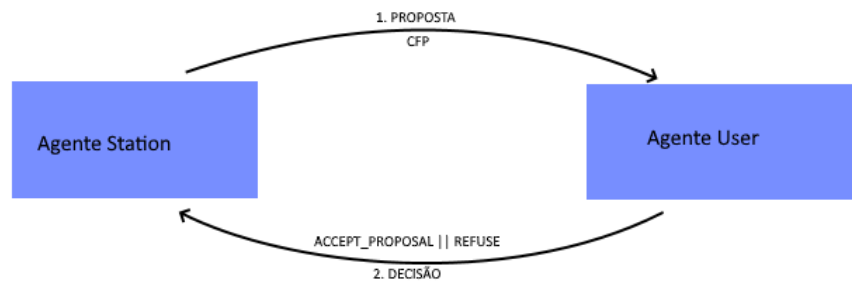 1. PROPOSTA
CFP
Agente Station
Agente User
ACCEPT_PROPOSAL || REFUSE
2. DECISÃO